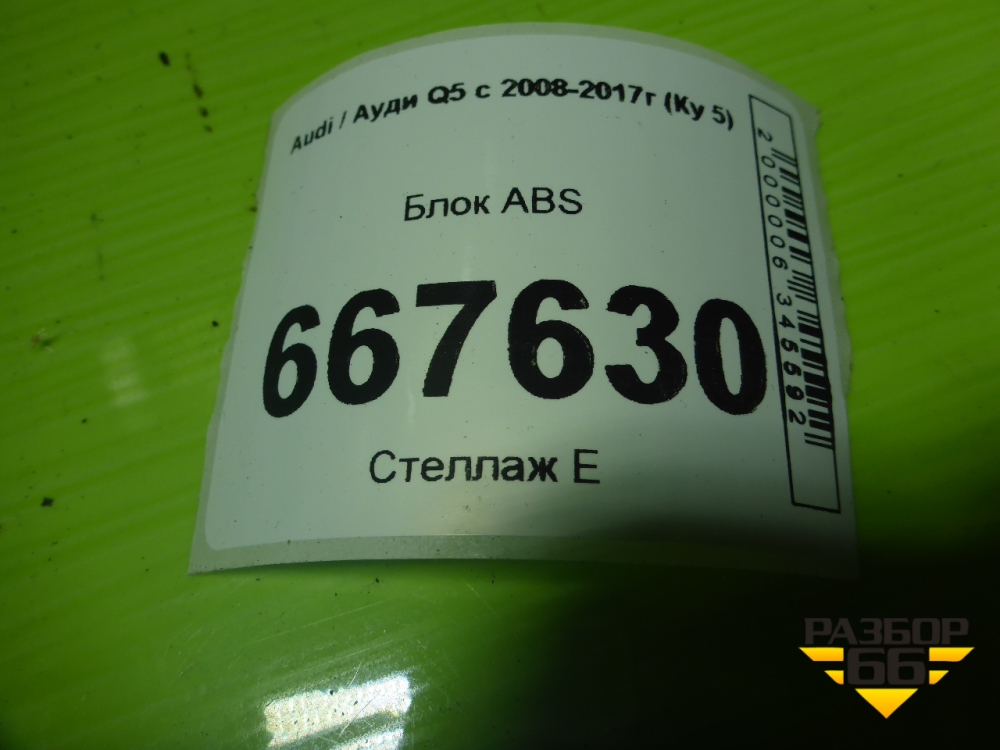 Audi / Ауди Q5 с 2008-2017г (Ку 5)
Блок ABS
667630
Стеллаж Е
2000006345592
РАЗБОР
66